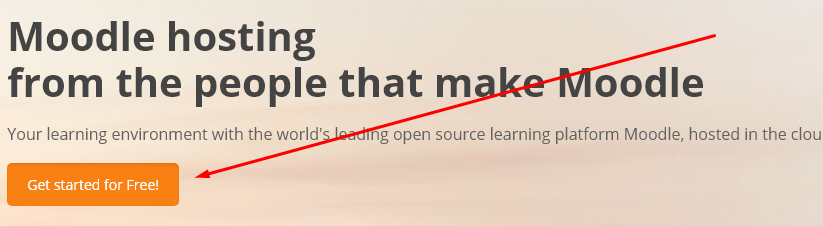 Moodle hosting
from the people that make Moodle
Your learning environment with the world's leading open source learning platform Moodle, hosted in the clou
Get started for Free!